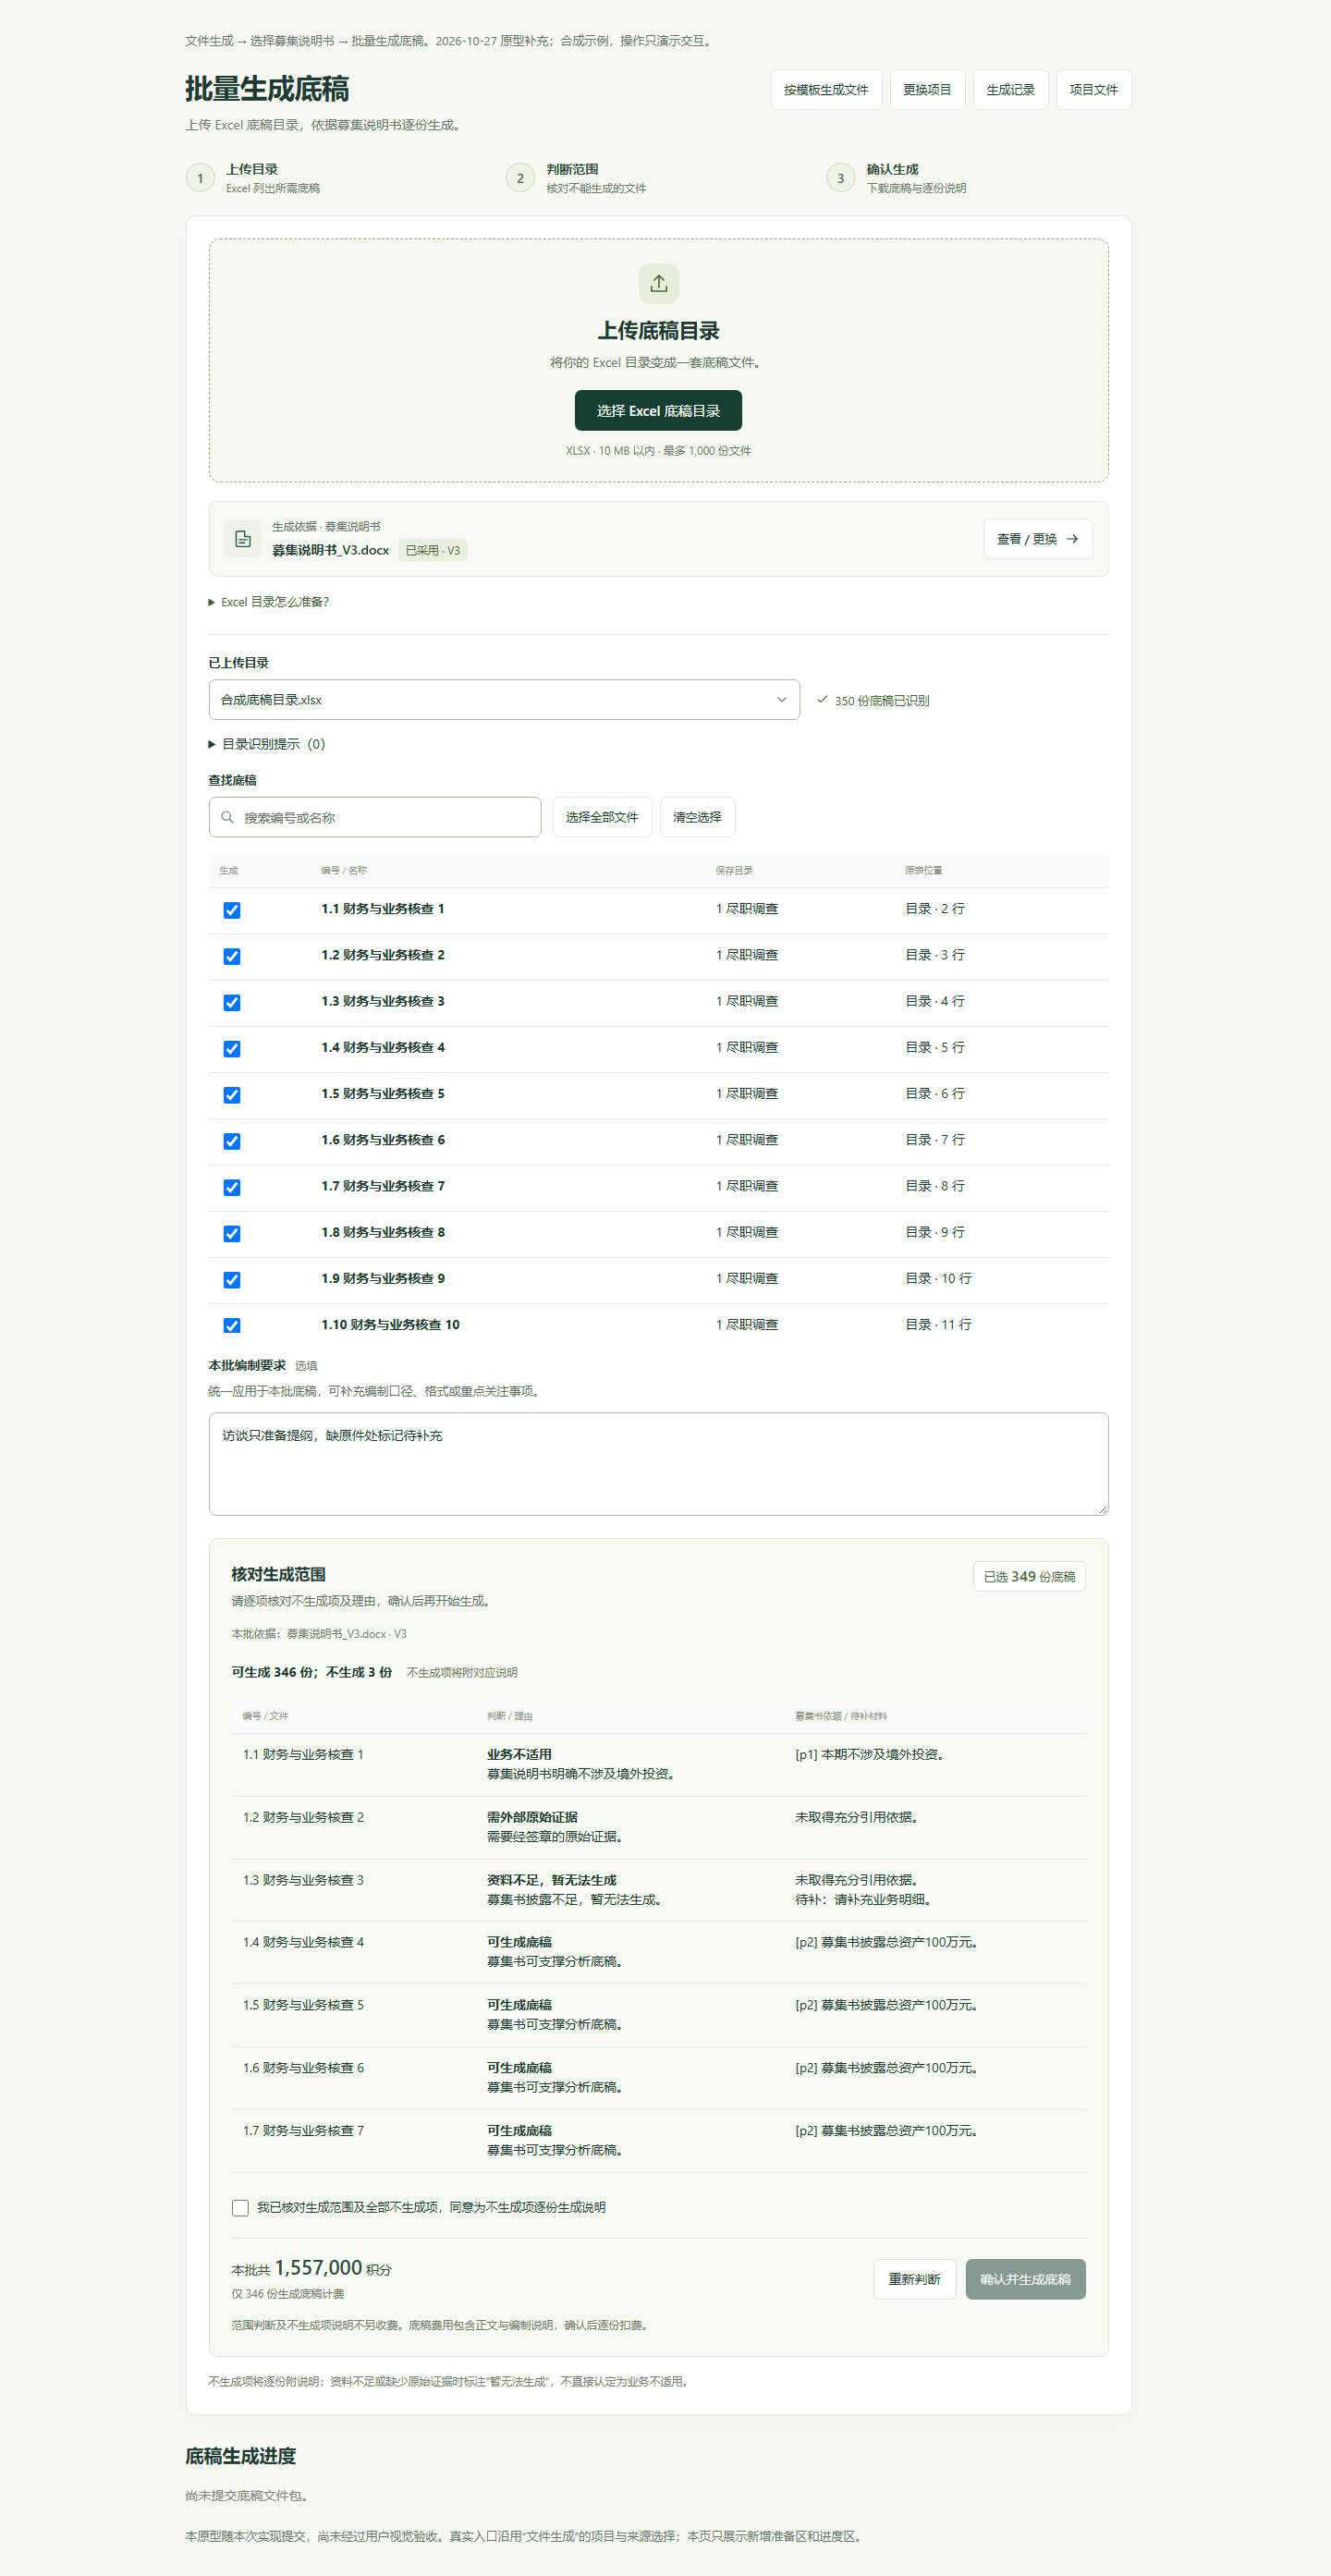 文件生成 → 选择募集说明书 → 批量生成底稿。2026-10-27 原型补充；合成示例，操作只演示交互。
批量生成底稿
按模板生成文件 更换项目 生成记录 项目文件
上传 Excel 底稿目录，依据募集说明书逐份生成。
1 上传目录
Excel 列出所需底稿
2 判断范围
核对不能生成的文件
3 确认生成
下载底稿与逐份说明
上传底稿目录
将你的 Excel 目录变成一套底稿文件。
选择 Excel 底稿目录
XLSX · 10 MB 以内 · 最多 1,000 份文件
生成依据 · 募集说明书
募集说明书_V3.docx 已采用 · V3
查看 / 更换 →
▶ Excel 目录怎么准备？
已上传目录
合成底稿目录.xlsx
350 份底稿已识别
▶ 目录识别提示（0）
查找底稿
搜索编号或名称 选择全部文件 清空选择
生成 编号 / 名称 保存目录 原表位置
1.1 财务与业务核查 1 1 尽职调查 目录 · 2 行
1.2 财务与业务核查 2 1 尽职调查 目录 · 3 行
1.3 财务与业务核查 3 1 尽职调查 目录 · 4 行
1.4 财务与业务核查 4 1 尽职调查 目录 · 5 行
1.5 财务与业务核查 5 1 尽职调查 目录 · 6 行
1.6 财务与业务核查 6 1 尽职调查 目录 · 7 行
1.7 财务与业务核查 7 1 尽职调查 目录 · 8 行
1.8 财务与业务核查 8 1 尽职调查 目录 · 9 行
1.9 财务与业务核查 9 1 尽职调查 目录 · 10 行
1.10 财务与业务核查 10 1 尽职调查 目录 · 11 行
本批编制要求 选填
统一应用于本批底稿，可补充编制口径、格式或重点关注事项。
访谈只准备提纲，缺原件处标记待补充
核对生成范围
已选 349 份底稿
请逐项核对不生成项及理由，确认后再开始生成。
本批依据：募集说明书_V3.docx · V3
可生成 346 份；不生成 3 份 不生成项将附对应说明
编号 / 文件 判断 / 理由 募集书依据 / 待补材料
1.1 财务与业务核查 1 业务不适用 [p1] 本期不涉及境外投资。
募集说明书明确不涉及境外投资。
1.2 财务与业务核查 2 需外部原始证据 未取得充分引用依据。
需要经签章的原始证据。
1.3 财务与业务核查 3 资料不足，暂无法生成 未取得充分引用依据。
募集书披露不足，暂无法生成。 待补：请补充业务明细。
1.4 财务与业务核查 4 可生成底稿 [p2] 募集书披露总资产100万元。
募集书可支撑分析底稿。
1.5 财务与业务核查 5 可生成底稿 [p2] 募集书披露总资产100万元。
募集书可支撑分析底稿。
1.6 财务与业务核查 6 可生成底稿 [p2] 募集书披露总资产100万元。
募集书可支撑分析底稿。
1.7 财务与业务核查 7 可生成底稿 [p2] 募集书披露总资产100万元。
募集书可支撑分析底稿。
我已核对生成范围及全部不生成项，同意为不生成项逐份生成说明
本批共 1,557,000 积分
仅 346 份生成底稿计费
重新判断 确认并生成底稿
范围判断及不生成项说明不另收费。底稿费用包含正文与编制说明，确认后逐份扣费。
不生成项将逐份附说明；资料不足或缺少原始证据时标注“暂无法生成”，不直接认定为业务不适用。
底稿生成进度
尚未提交底稿文件包。
本原型随本次实现提交，尚未经过用户视觉验收。真实入口沿用“文件生成”的项目与来源选择；本页只展示新增准备区和进度区。